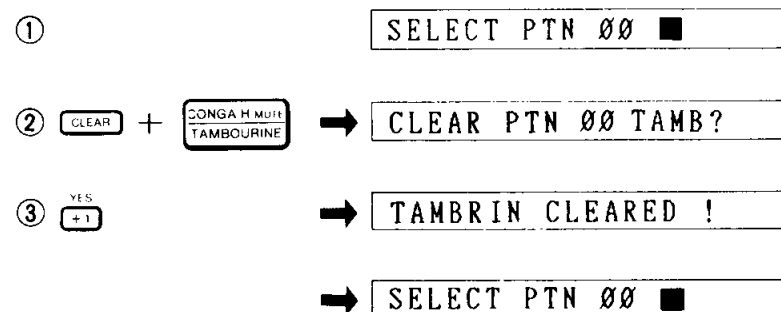 ① SELECT PTN ØØ ■
② CLEAR + CONGA H MUTE
TAMBOURINE ➡ CLEAR PTN ØØ TAMB?
YES
③ +1 ➡ TAMBRIN CLEARED !
➡ SELECT PTN ØØ ■